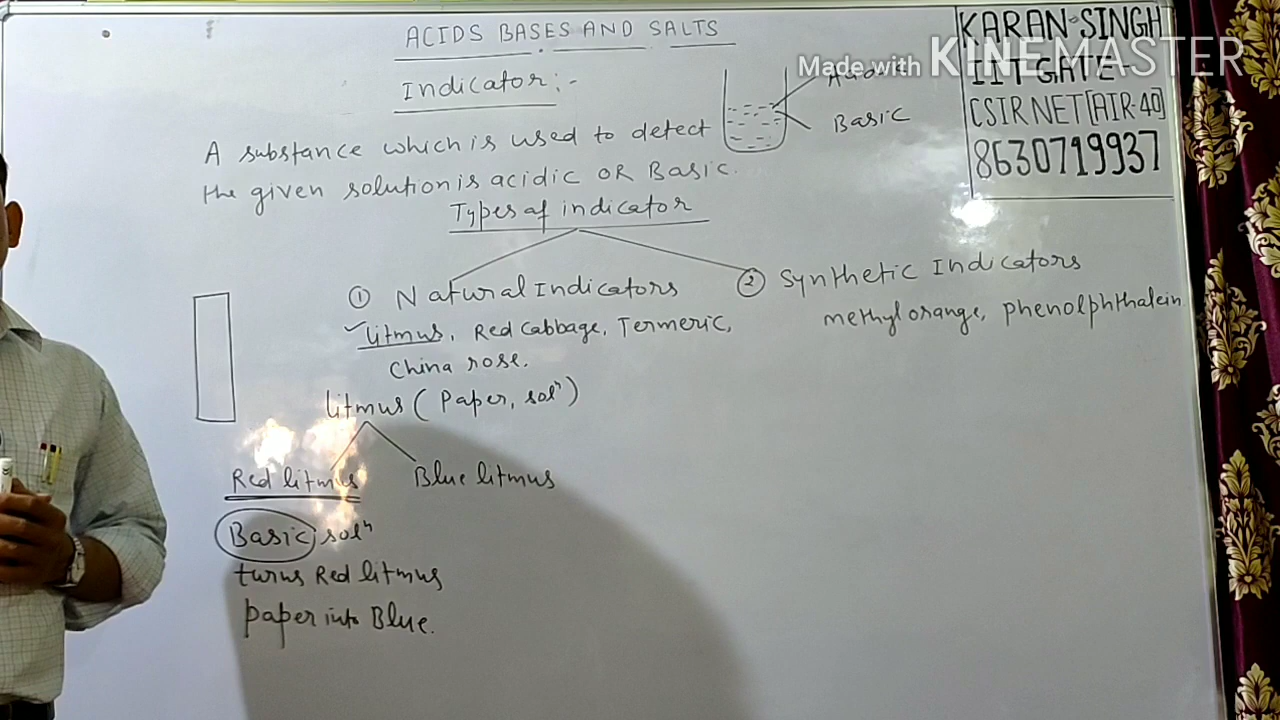 ACIDS BASES AND SALTS
Indicator:-
A substance which is used to detect
the given solution is acidic OR Basic.
Basic
Types of indicator
① Natural Indicators
litmus, Red Cabbage, Termeric,
China rose.
② Synthetic Indicators
methyl orange, phenolphthalein
litmus (Paper, solⁿ)
Red litmus
Blue litmus
Basic solⁿ
turns Red litmus
paper into Blue.
KARAN SINGH
IIT GATE-
CSIR NET [AIR-40]
8630719937
Made with KINEMASTER